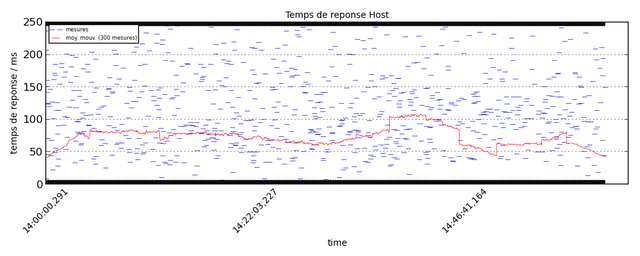 Temps de reponse Host
mesures
moy. mouv. (300 mesures)
temps de reponse / ms
250
200
150
100
50
0
14:00:00,291
14:22:03,227
14:46:41,164
time